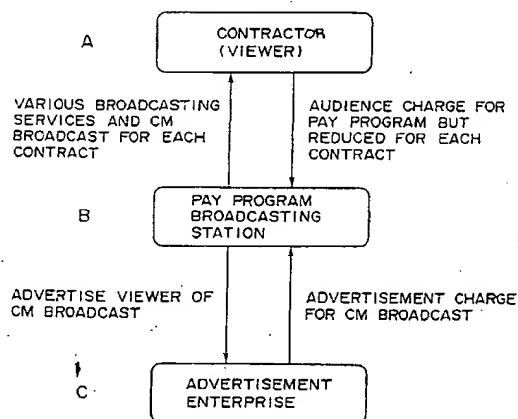 A
CONTRACTOR
(VIEWER)
VARIOUS BROADCASTING
SERVICES AND CM
BROADCAST FOR EACH
CONTRACT
AUDIENCE CHARGE FOR
PAY PROGRAM BUT
REDUCED FOR EACH
CONTRACT
B
PAY PROGRAM
BROADCASTING
STATION
ADVERTISE VIEWER OF
CM BROADCAST
ADVERTISEMENT CHARGE
FOR CM BROADCAST
C
ADVERTISEMENT
ENTERPRISE